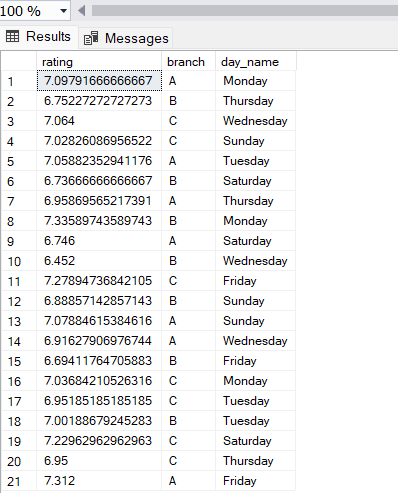 100 %
Results Messages
rating branch day_name
1 7.09791666666667 A Monday
2 6.75227272727273 B Thursday
3 7.064 C Wednesday
4 7.02826086956522 C Sunday
5 7.05882352941176 A Tuesday
6 6.73666666666667 B Saturday
7 6.95869565217391 A Thursday
8 7.33589743589743 B Monday
9 6.746 A Saturday
10 6.452 B Wednesday
11 7.27894736842105 C Friday
12 6.88857142857143 B Sunday
13 7.07884615384616 A Sunday
14 6.91627906976744 A Wednesday
15 6.69411764705883 B Friday
16 7.03684210526316 C Monday
17 6.95185185185185 C Tuesday
18 7.00188679245283 B Tuesday
19 7.22962962962963 C Saturday
20 6.95 C Thursday
21 7.312 A Friday